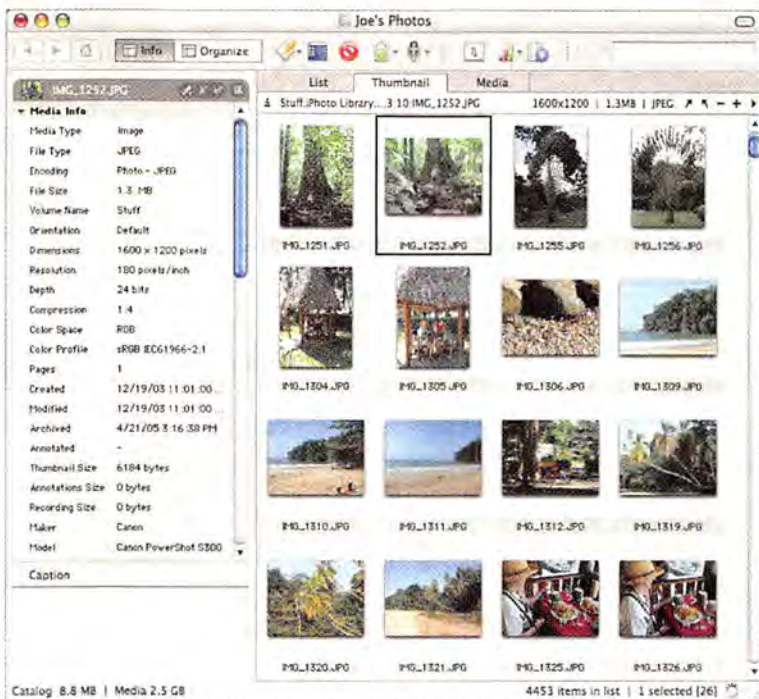 Joe's Photos
Info Organize
IMG_1252.JPG
Media Info
Media Type Image
File Type JPEG
Encoding Photo - JPEG
File Size 1.3 MB
Volume Name Stuff
Orientation Default
Dimensions 1600 x 1200 pixels
Resolution 180 pixels/inch
Depth 24 bits
Compression 1:4
Color Space RGB
Color Profile sRGB IEC61966-2.1
Pages 1
Created 12/19/03 11:01:00 ...
Modified 12/19/03 11:01:00 ...
Archived 4/21/05 3:16:38 PM
Annotated -
Thumbnail Size 6184 bytes
Annotations Size 0 bytes
Recording Size 0 bytes
Maker Canon
Model Canon PowerShot S300
Caption
List Thumbnail Media
Stuff:iPhoto Library...3:10:IMG_1252.JPG 1600x1200 | 1.3MB | JPEG
IMG_1251.JPG IMG_1252.JPG IMG_1255.JPG IMG_1256.JPG
IMG_1304.JPG IMG_1305.JPG IMG_1306.JPG IMG_1309.JPG
IMG_1310.JPG IMG_1311.JPG IMG_1312.JPG IMG_1319.JPG
IMG_1320.JPG IMG_1321.JPG IMG_1325.JPG IMG_1326.JPG
Catalog 8.8 MB | Media 2.5 GB 4453 items in list | 1 selected [26]